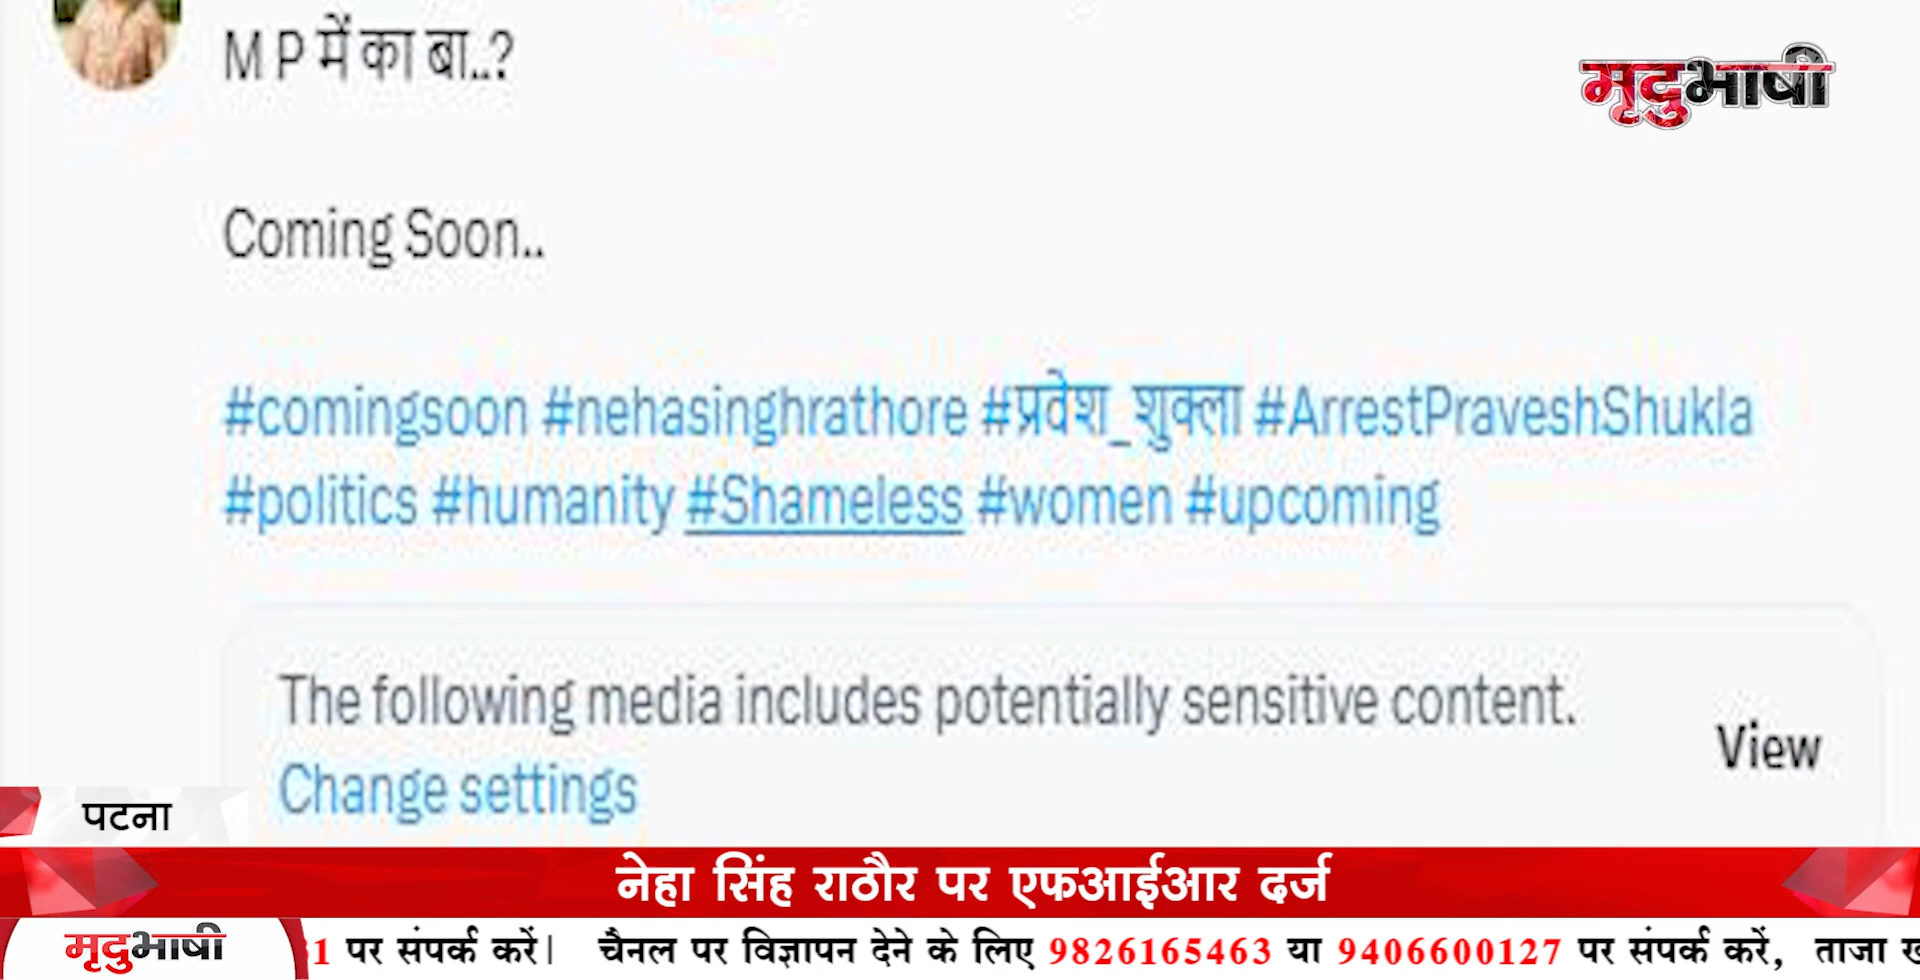 M P में का बा..?
मृदुभाषी
Coming Soon..
#comingsoon #nehasinghrathore #प्रवेश_शुक्ला #ArrestPraveshShukla
#politics #humanity #Shameless #women #upcoming
The following media includes potentially sensitive content.
Change settings
View
पटना
नेहा सिंह राठौर पर एफआईआर दर्ज
मृदुभाषी
1 पर संपर्क करें। चैनल पर विज्ञापन देने के लिए 9826165463 या 9406600127 पर संपर्क करें, ताजा